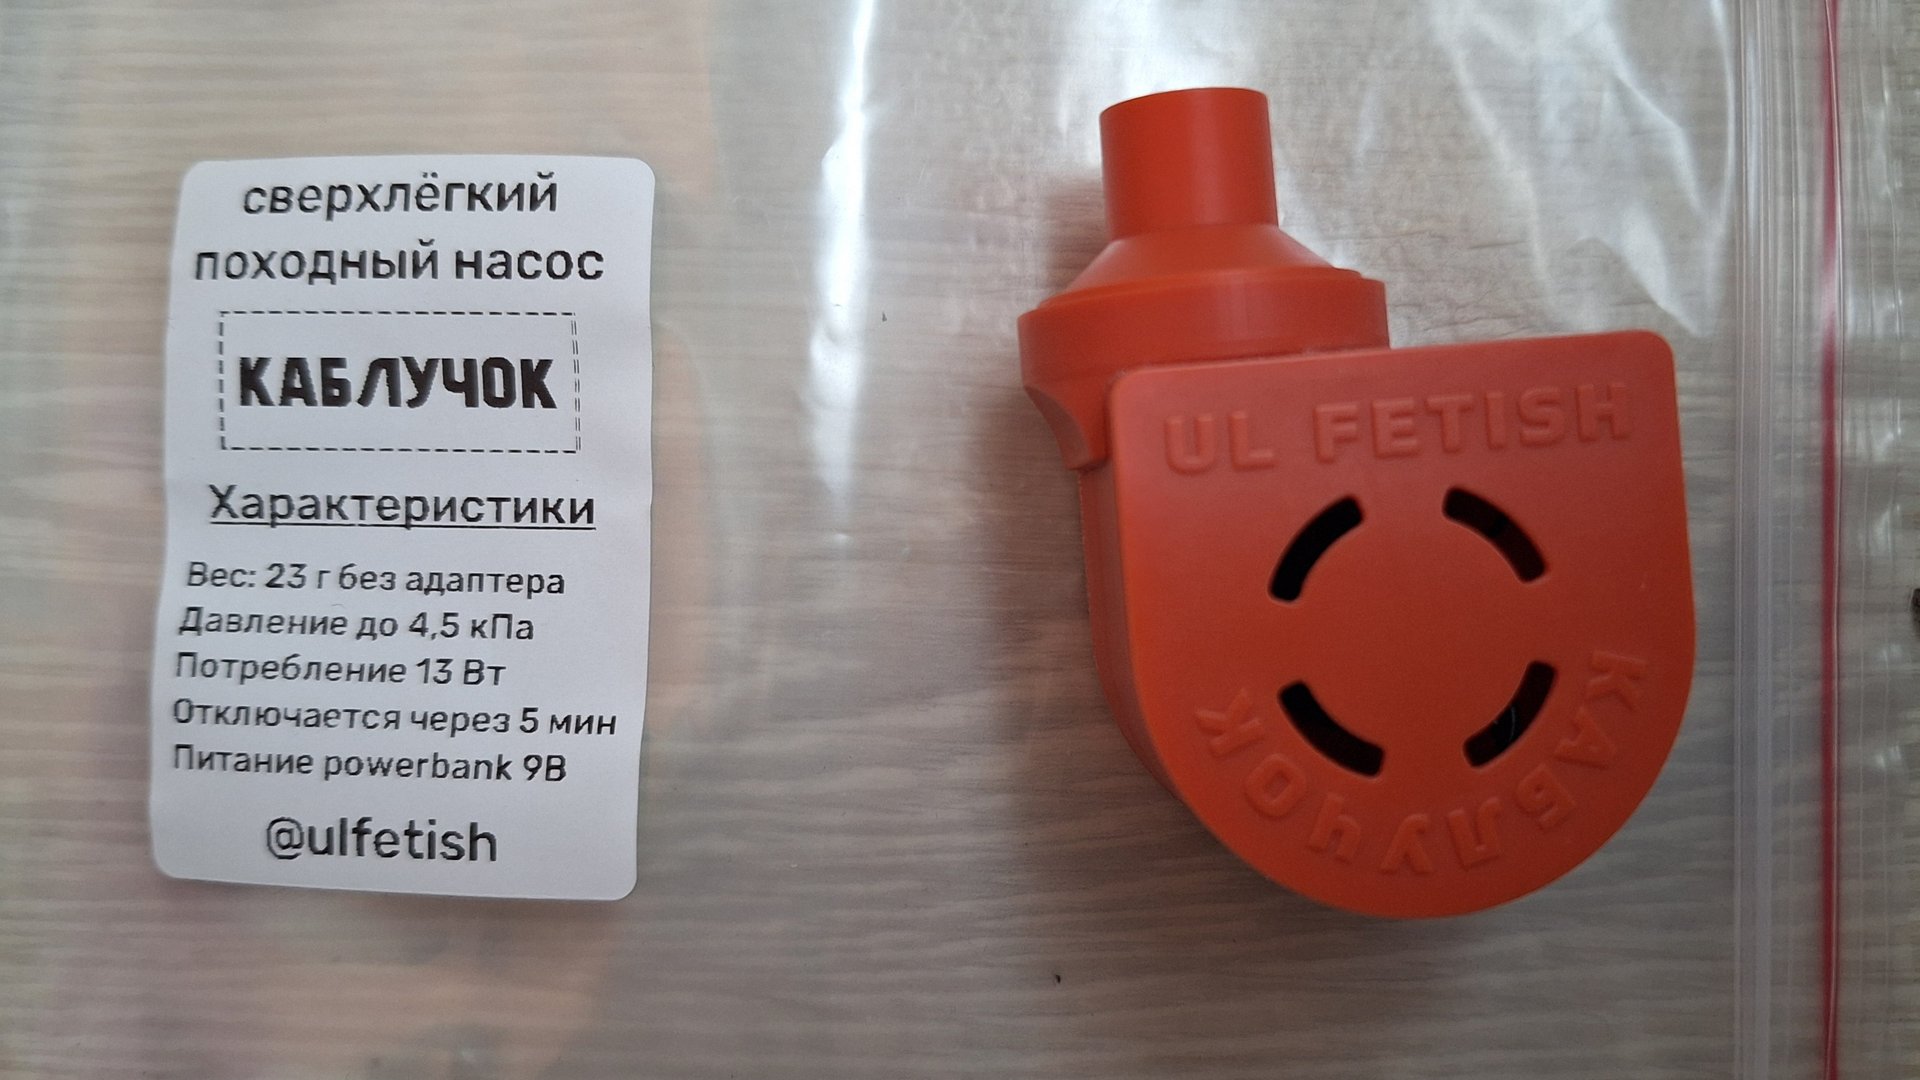 сверхлёгкий
походный насос
КАБЛУЧОК
Характеристики
Вес: 23 г без адаптера
Давление до 4,5 кПа
Потребление 13 Вт
Отключается через 5 мин
Питание powerbank 9В
@ulfetish
UL FETISH
КАБЛУЧОК